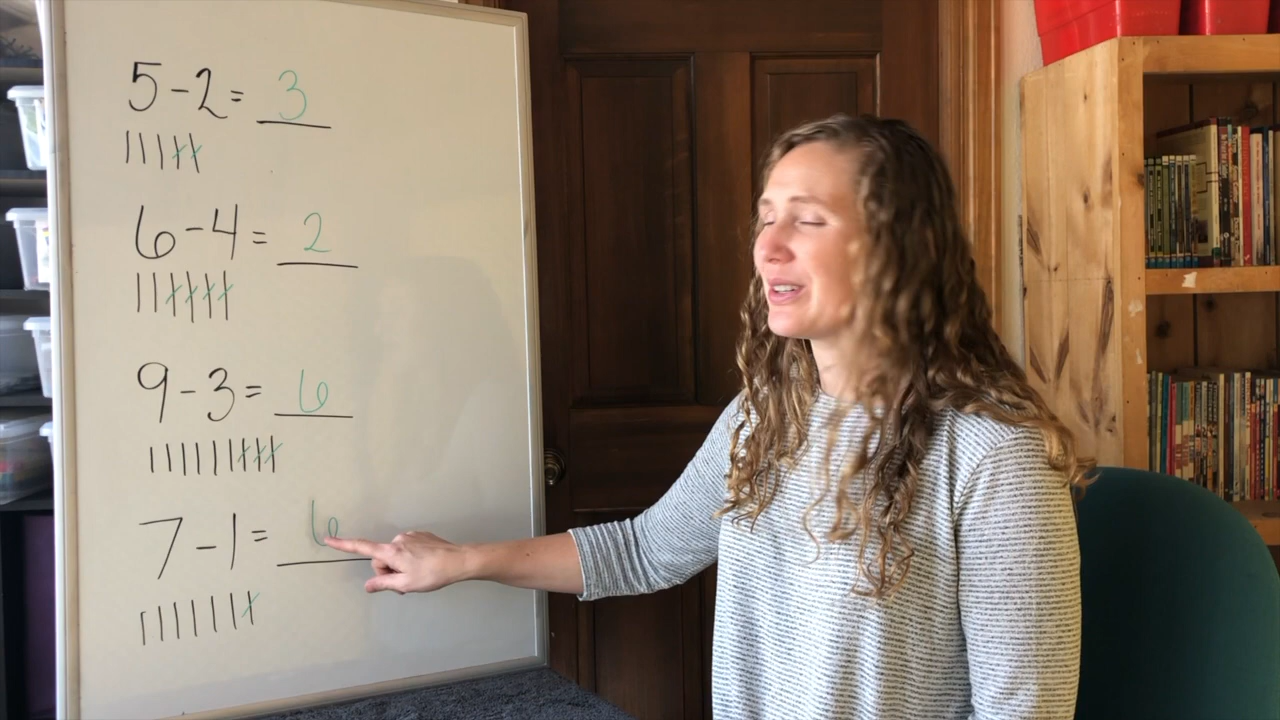 5-2= 3
6-4= 2
9-3= 6
7-1= 6